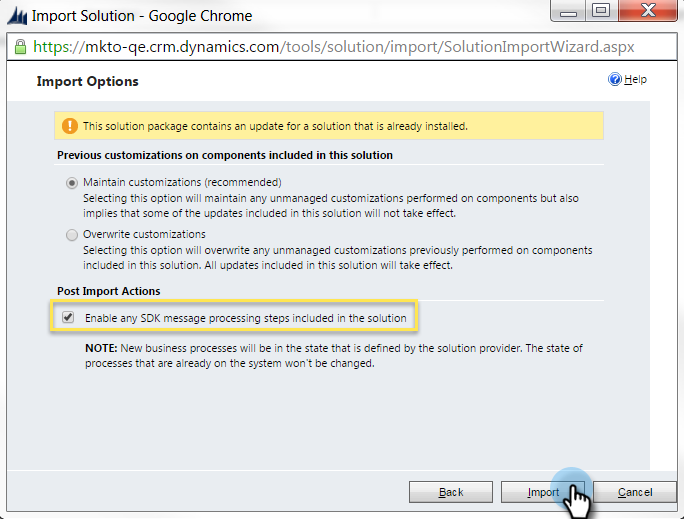 Import Solution - Google Chrome
https://mkto-qe.crm.dynamics.com/tools/solution/import/SolutionImportWizard.aspx
Import Options
Help
This solution package contains an update for a solution that is already installed.
Previous customizations on components included in this solution
Maintain customizations (recommended)
Selecting this option will maintain any unmanaged customizations performed on components but also
implies that some of the updates included in this solution will not take effect.
Overwrite customizations
Selecting this option will overwrite any unmanaged customizations previously performed on components
included in this solution. All updates included in this solution will take effect.
Post Import Actions
Enable any SDK message processing steps included in the solution
NOTE: New business processes will be in the state that is defined by the solution provider. The state of
processes that are already on the system won't be changed.
Back
Import
Cancel